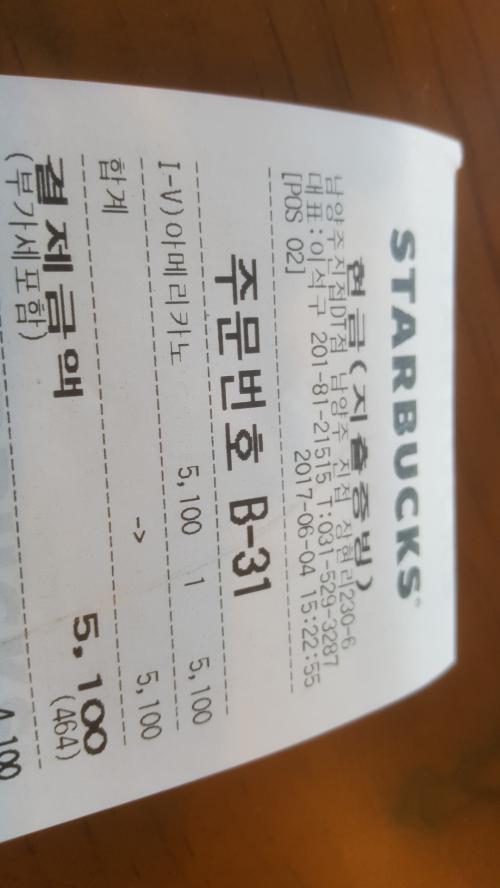 STARBUCKS
현금(지출증빙)
남양주진접DT점 남양주 진접 장현리230-6
대표:이석구 201-81-21515 T:031-529-3287
[POS 02] 2017-06-04 15:22:55
주문번호 B-31
I-V)아메리카노 5,100 1 5,100
합계 -> 5,100
결제금액 5,100
(부가세포함) (464)